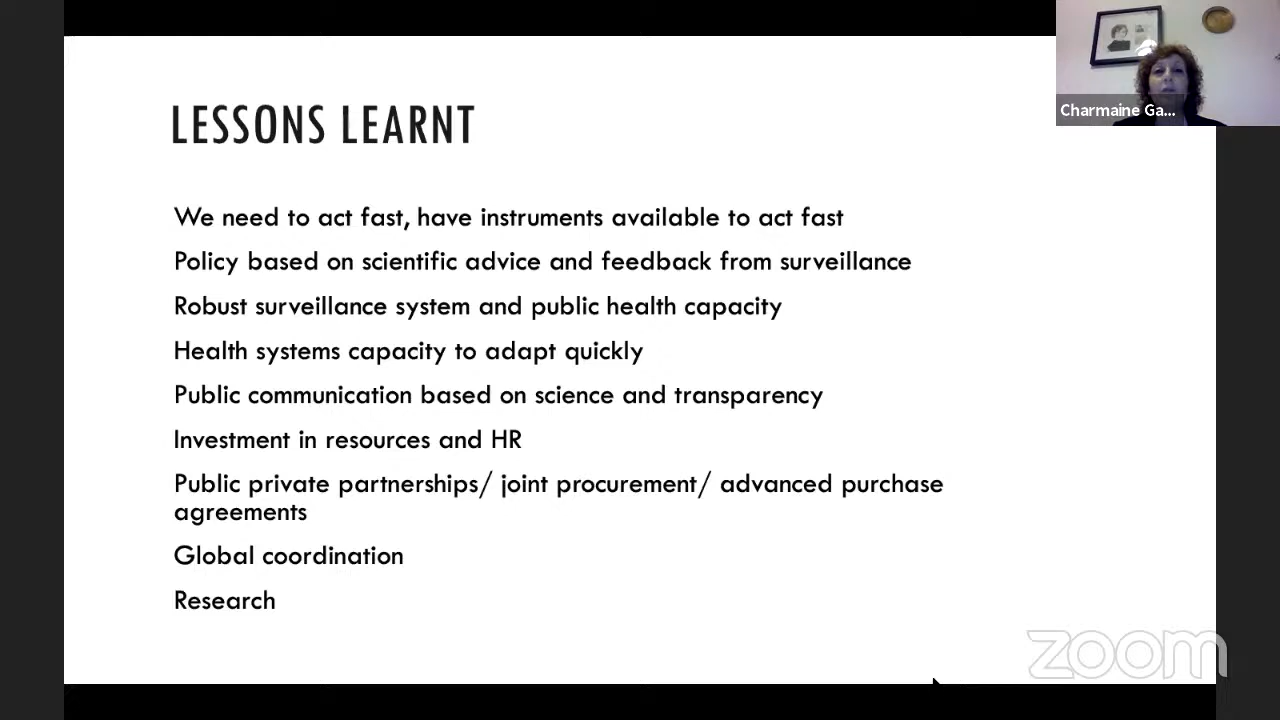 Charmaine Ga...
LESSONS LEARNT
We need to act fast, have instruments available to act fast
Policy based on scientific advice and feedback from surveillance
Robust surveillance system and public health capacity
Health systems capacity to adapt quickly
Public communication based on science and transparency
Investment in resources and HR
Public private partnerships/ joint procurement/ advanced purchase
agreements
Global coordination
Research
zoom